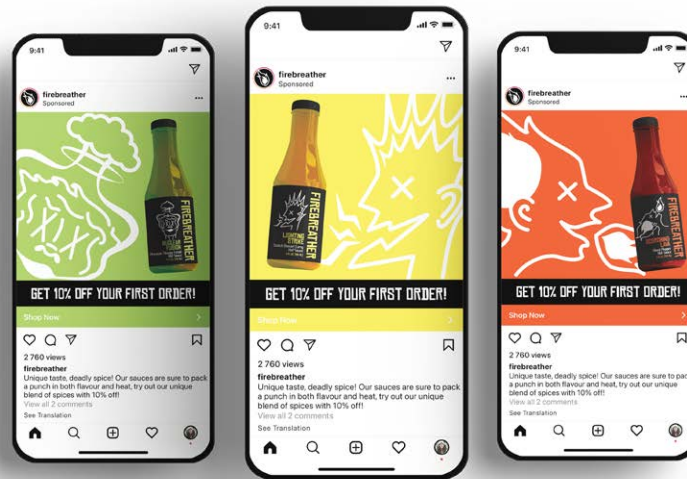 9:41
firebreather
Sponsored
FIREBREATHER
NUCLEAR
FUSION
GET 10% OFF YOUR FIRST ORDER!
Shop Now
2 760 views
firebreather
Unique taste, deadly spice! Our sauces are sure to pack
a punch in both flavour and heat, try out our unique
blend of spices with 10% off!
View all 2 comments
See Translation
9:41
firebreather
Sponsored
FIREBREATHER
LIGHTING
STRIKE
GET 10% OFF YOUR FIRST ORDER!
Shop Now
2 760 views
firebreather
Unique taste, deadly spice! Our sauces are sure to pack
a punch in both flavour and heat, try out our unique
blend of spices with 10% off!
View all 2 comments
See Translation
9:41
firebreather
Sponsored
FIREBREATHER
GET 10% OFF YOUR FIRST ORDER!
Shop Now
2 760 views
firebreather
Unique taste, deadly spice! Our sauces are sure to pack
a punch in both flavour and heat, try out our unique
blend of spices with 10% off!
View all 2 comments
See Translation